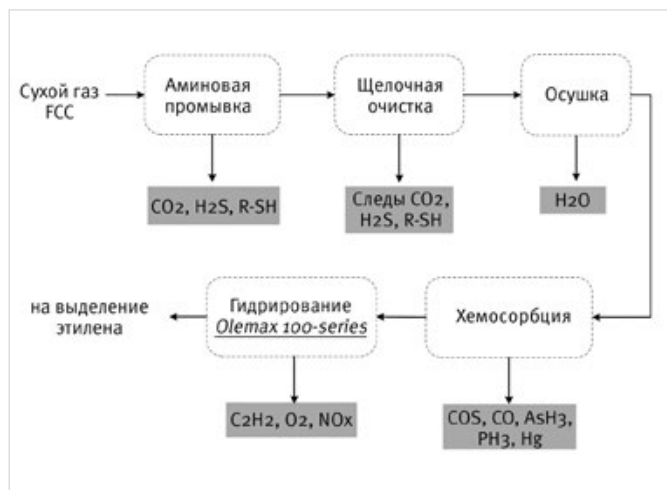 Сухой газ
FCC
Аминовая
промывка
Щелочная
очистка
Осушка
CO2, H2S, R-SH
Следы CO2,
H2S, R-SH
H2O
на выделение
этилена
Гидрирование
Olemax 100-series
Хемосорбция
C2H2, O2, NOx
COS, CO, AsH3,
PH3, Hg